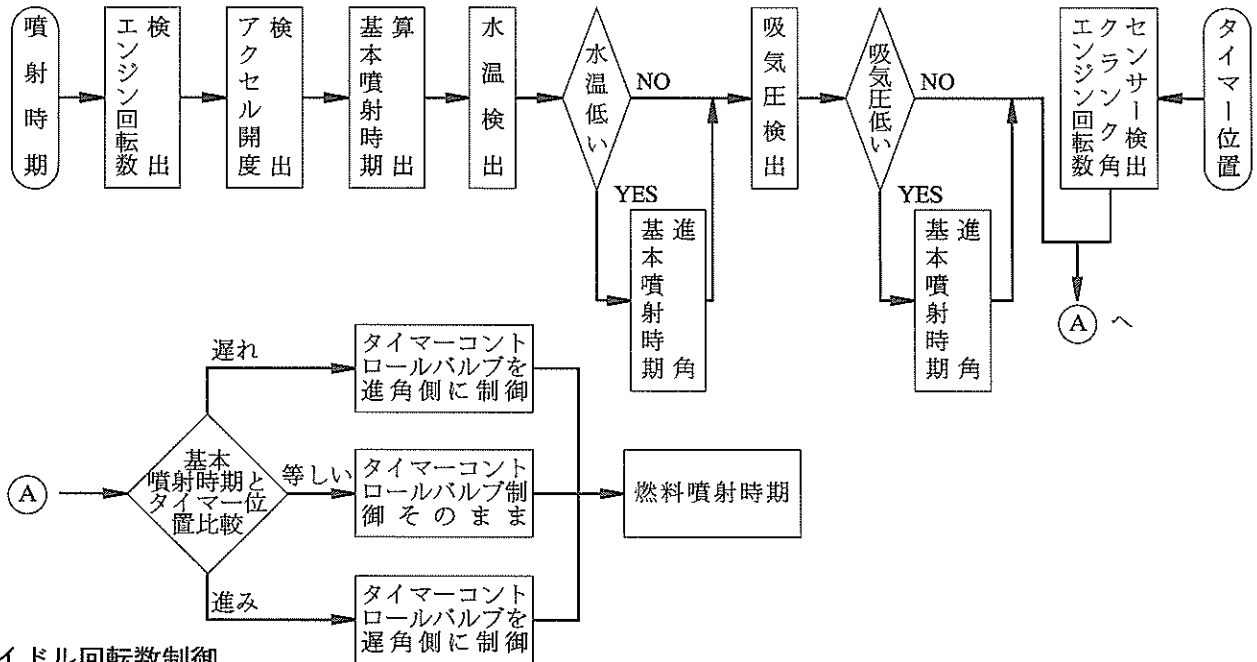 噴射時期
エンジン回転数検出
アクセル開度検出
基本噴射時期算出
水温検出
水温低い
NO
YES
基本噴射時期進角
吸気圧検出
吸気圧低い
NO
YES
基本噴射時期進角
エンジン回転数
クランク角
センサー検出
タイマー位置
A へ
A
基本
噴射時期と
タイマー位
置比較
遅れ
タイマーコント
ロールバルブを
進角側に制御
等しい
タイマーコント
ロールバルブ制
御そのまま
進み
タイマーコント
ロールバルブを
遅角側に制御
燃料噴射時期
イドル回転数制御